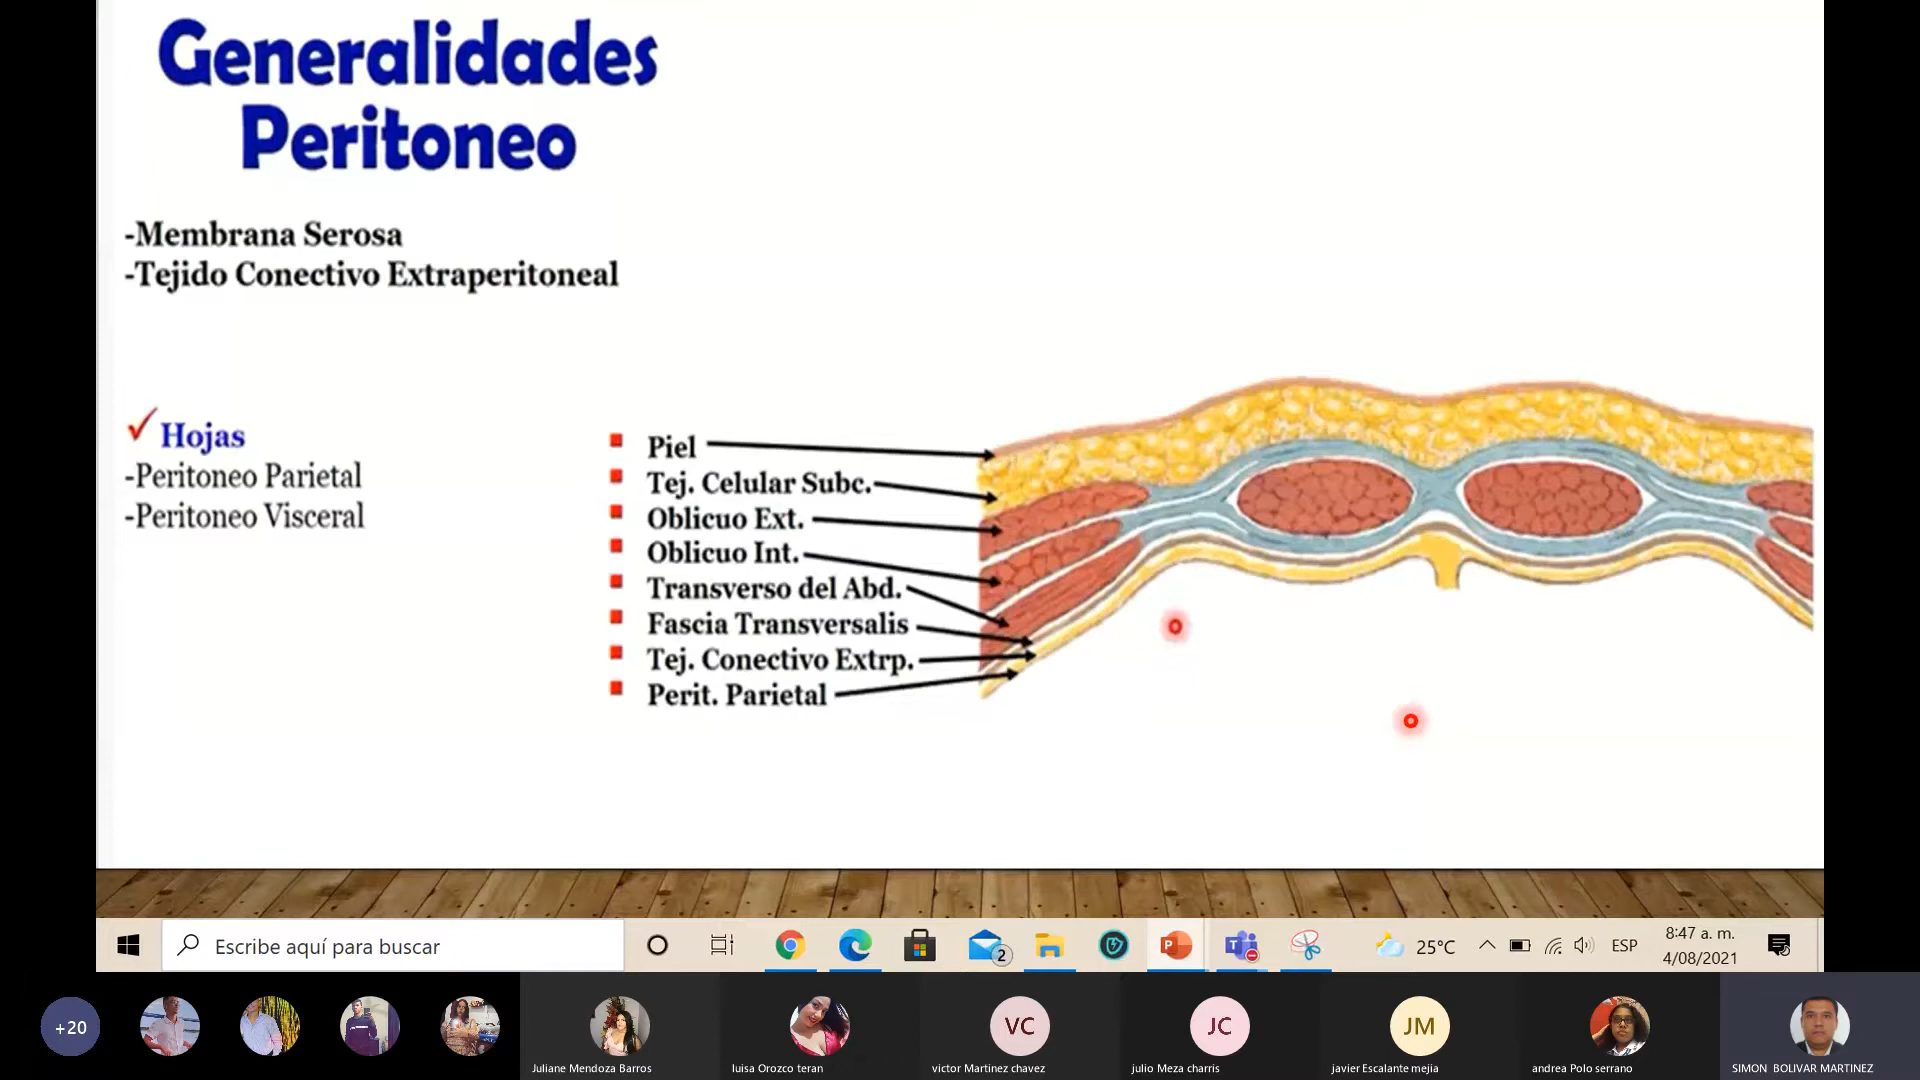 Generalidades
Peritoneo
-Membrana Serosa
-Tejido Conectivo Extraperitoneal
Hojas
-Peritoneo Parietal
-Peritoneo Visceral
Piel
Tej. Celular Subc.
Oblicuo Ext.
Oblicuo Int.
Transverso del Abd.
Fascia Transversalis
Tej. Conectivo Extrp.
Perit. Parietal
Escribe aquí para buscar
2
25°C
ESP
8:47 a. m.
4/08/2021
+20
VC
JC
JM
Juliane Mendoza Barros
luisa Orozco teran
victor Martinez chavez
julio Meza charris
javier Escalante mejia
andrea Polo serrano
SIMON BOLIVAR MARTINEZ